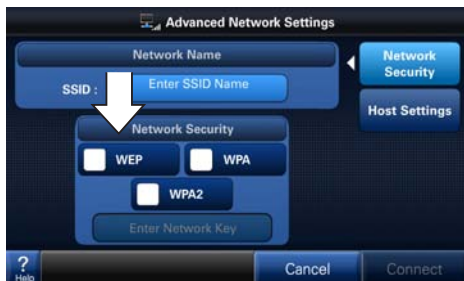 Advanced Network Settings
Network Name
SSID :
Enter SSID Name
Network Security
WEP
WPA
WPA2
Enter Network Key
Network
Security
Host Settings
?
Help
Cancel
Connect